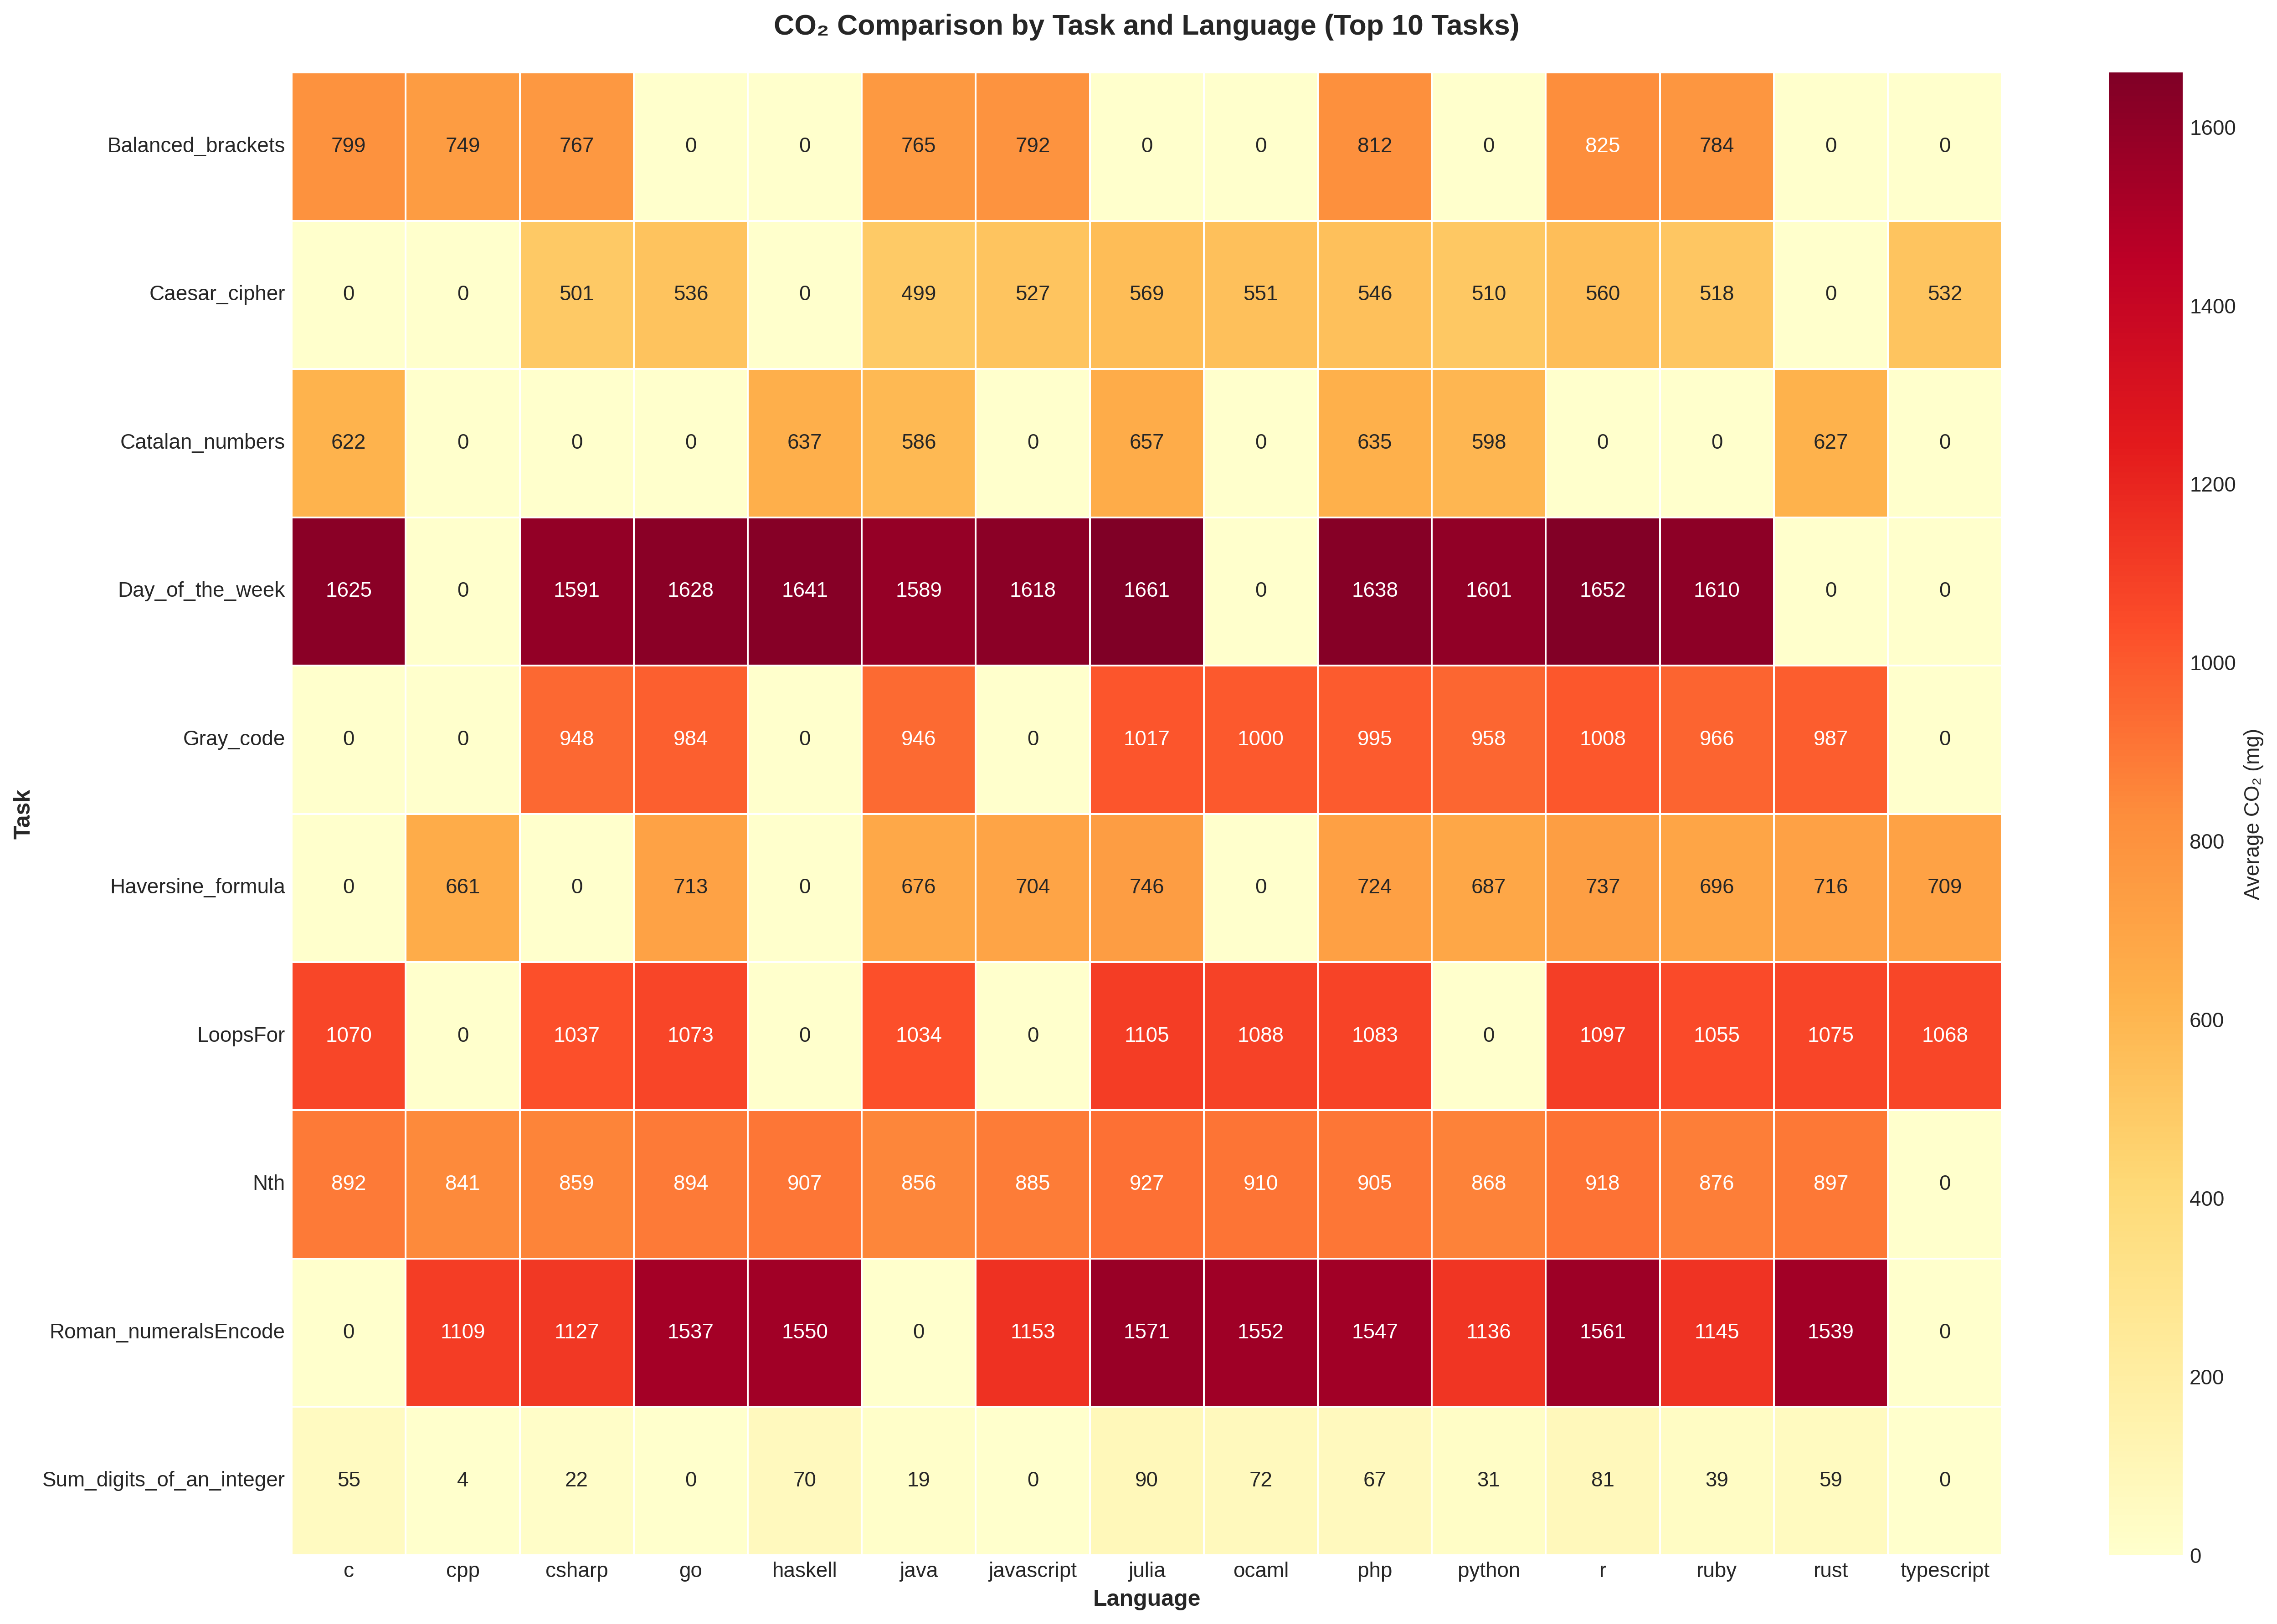 CO₂ Comparison by Task and Language (Top 10 Tasks)
Balanced_brackets 799 749 767 0 0 765 792 0 0 812 0 825 784 0 0
Caesar_cipher 0 0 501 536 0 499 527 569 551 546 510 560 518 0 532
Catalan_numbers 622 0 0 0 637 586 0 657 0 635 598 0 0 627 0
Day_of_the_week 1625 0 1591 1628 1641 1589 1618 1661 0 1638 1601 1652 1610 0 0
Gray_code 0 0 948 984 0 946 0 1017 1000 995 958 1008 966 987 0
Haversine_formula 0 661 0 713 0 676 704 746 0 724 687 737 696 716 709
LoopsFor 1070 0 1037 1073 0 1034 0 1105 1088 1083 0 1097 1055 1075 1068
Nth 892 841 859 894 907 856 885 927 910 905 868 918 876 897 0
Roman_numeralsEncode 0 1109 1127 1537 1550 0 1153 1571 1552 1547 1136 1561 1145 1539 0
Sum_digits_of_an_integer 55 4 22 0 70 19 0 90 72 67 31 81 39 59 0
c cpp csharp go haskell java javascript julia ocaml php python r ruby rust typescript
Language
Task
1600
1400
1200
1000
800
600
400
200
0
Average CO₂ (mg)